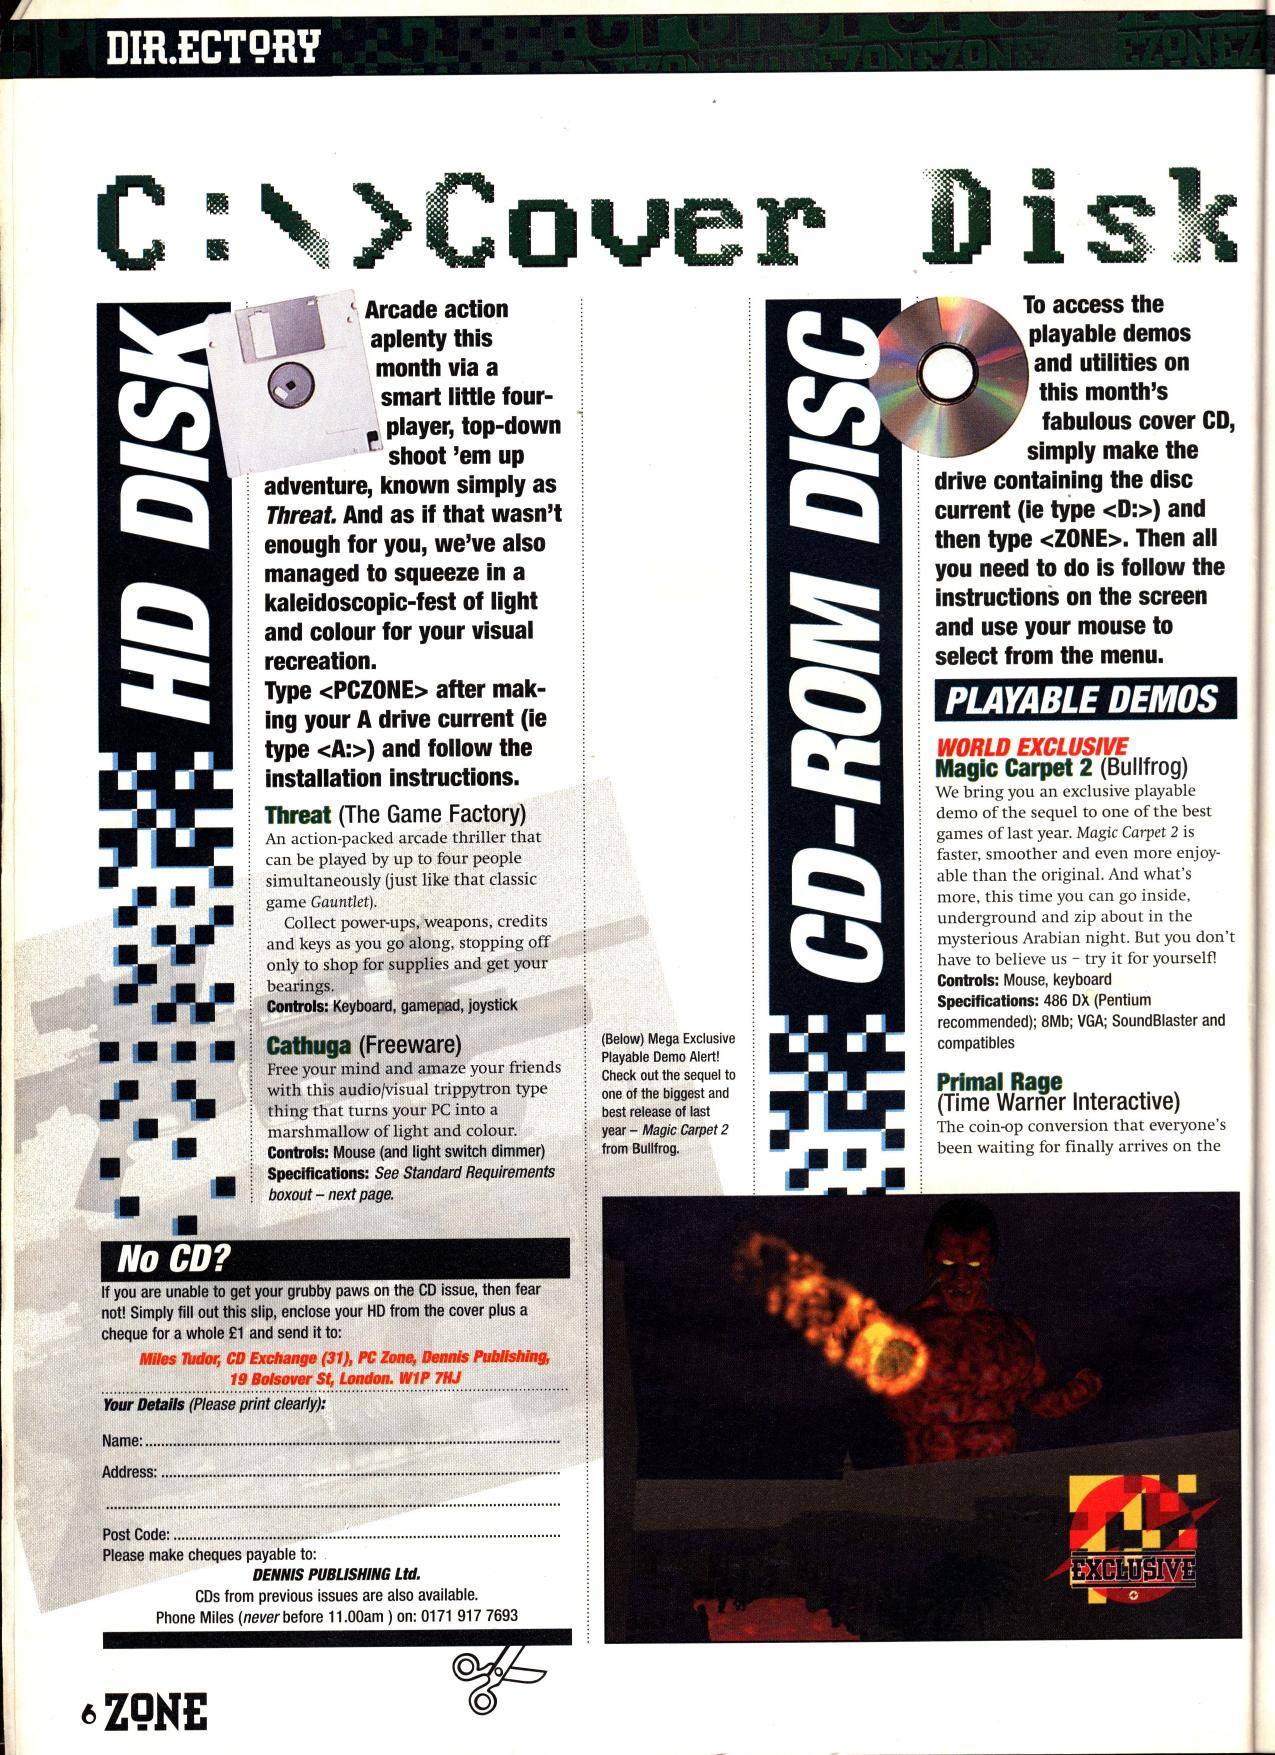 DIR.ECTORY
C:\>Cover Disk
HD DISK
Arcade action
aplenty this
month via a
smart little four-
player, top-down
shoot 'em up
adventure, known simply as
Threat. And as if that wasn't
enough for you, we've also
managed to squeeze in a
kaleidoscopic-fest of light
and colour for your visual
recreation.
Type <PCZONE> after mak-
ing your A drive current (ie
type <A:>) and follow the
installation instructions.
Threat (The Game Factory)
An action-packed arcade thriller that
can be played by up to four people
simultaneously (just like that classic
game Gauntlet).
Collect power-ups, weapons, credits
and keys as you go along, stopping off
only to shop for supplies and get your
bearings.
Controls: Keyboard, gamepad, joystick
Cathuga (Freeware)
Free your mind and amaze your friends
with this audio/visual trippytron type
thing that turns your PC into a
marshmallow of light and colour.
Controls: Mouse (and light switch dimmer)
Specifications: See Standard Requirements
boxout – next page.
No CD?
If you are unable to get your grubby paws on the CD issue, then fear
not! Simply fill out this slip, enclose your HD from the cover plus a
cheque for a whole £1 and send it to:
Miles Tudor, CD Exchange (31), PC Zone, Dennis Publishing,
19 Bolsover St, London. W1P 7HJ
Your Details (Please print clearly):
Name:
Address:
Post Code:
Please make cheques payable to:
DENNIS PUBLISHING Ltd.
CDs from previous issues are also available.
Phone Miles (never before 11.00am ) on: 0171 917 7693
(Below) Mega Exclusive
Playable Demo Alert!
Check out the sequel to
one of the biggest and
best release of last
year – Magic Carpet 2
from Bullfrog.
CD-ROM DISC
To access the
playable demos
and utilities on
this month's
fabulous cover CD,
simply make the
drive containing the disc
current (ie type <D:>) and
then type <ZONE>. Then all
you need to do is follow the
instructions on the screen
and use your mouse to
select from the menu.
PLAYABLE DEMOS
WORLD EXCLUSIVE
Magic Carpet 2 (Bullfrog)
We bring you an exclusive playable
demo of the sequel to one of the best
games of last year. Magic Carpet 2 is
faster, smoother and even more enjoy-
able than the original. And what's
more, this time you can go inside,
underground and zip about in the
mysterious Arabian night. But you don't
have to believe us – try it for yourself!
Controls: Mouse, keyboard
Specifications: 486 DX (Pentium
recommended); 8Mb; VGA; SoundBlaster and
compatibles
Primal Rage
(Time Warner Interactive)
The coin-op conversion that everyone's
been waiting for finally arrives on the
EXCLUSIVE
6 ZONE